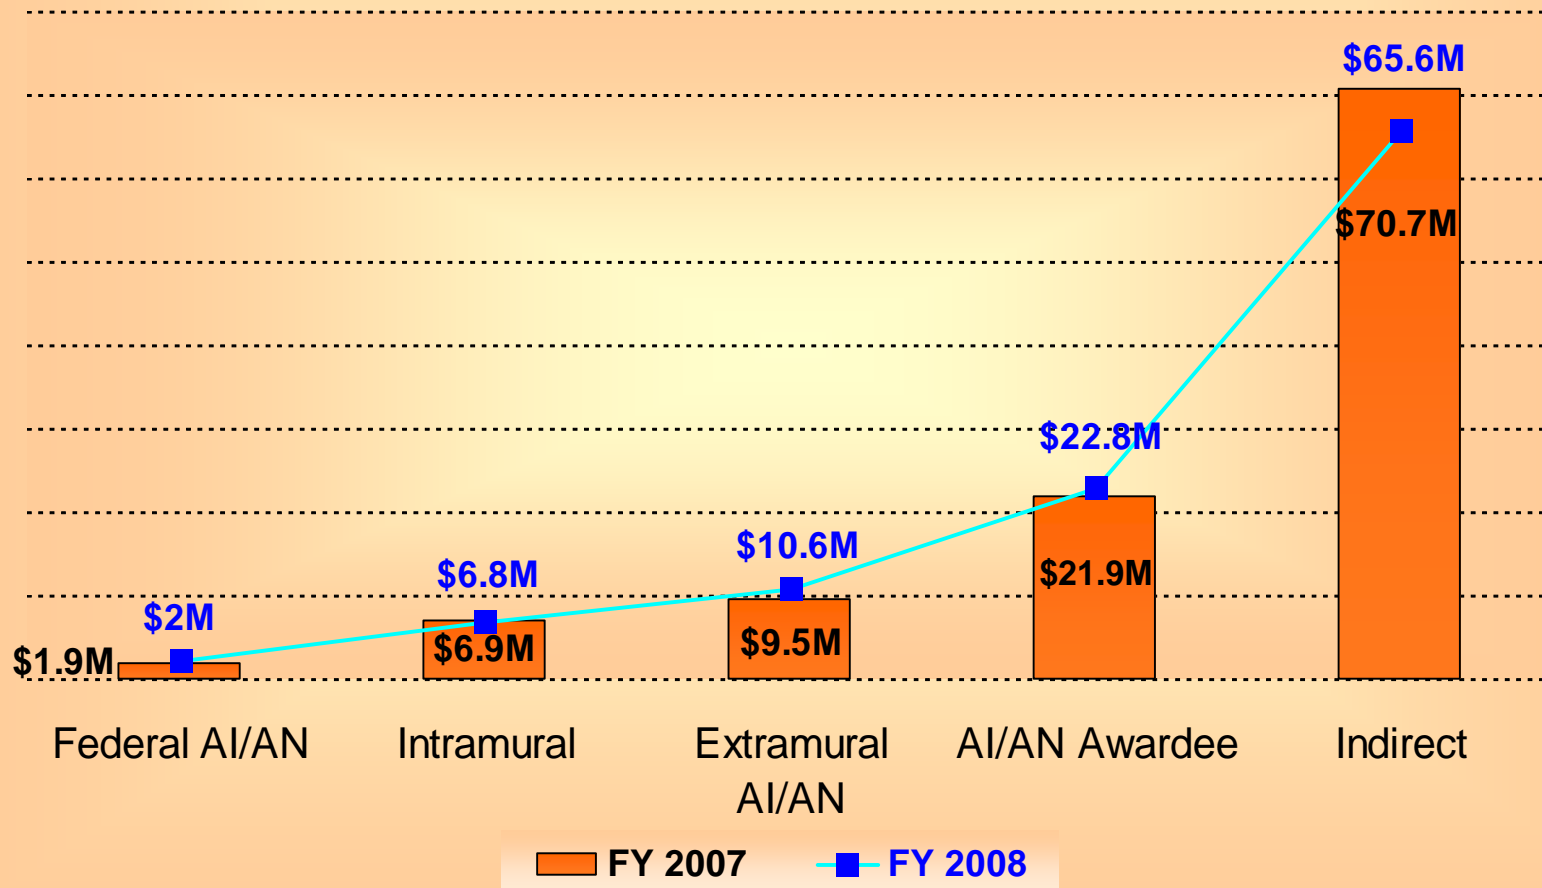 $65.6M
$70.7M
$22.8M
$10.6M
$6.8M
$21.9M
$2M
$9.5M
$6.9M
$1.9M
Federal AI/AN
Intramural
Extramural
AI/AN
AI/AN Awardee
Indirect
FY 2007
FY 2008